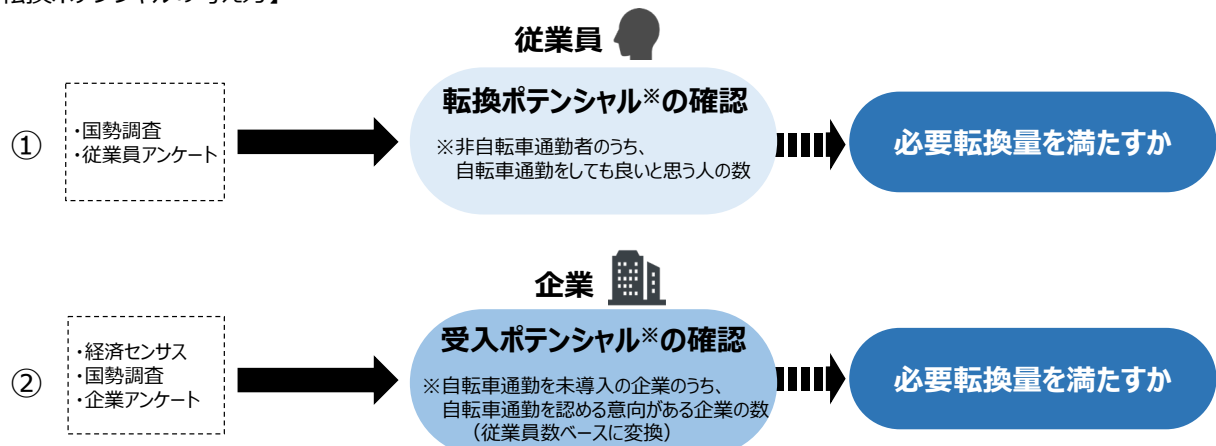 従業員
転換ポテンシャル※の確認
①
・国勢調査
・従業員アンケート
※非自転車通勤者のうち、
自転車通勤をしても良いと思う人の数
必要転換量を満たすか
企業
受入ポテンシャル※の確認
②
・経済センサス
・国勢調査
・企業アンケート
※自転車通勤を未導入の企業のうち、
自転車通勤を認める意向がある企業の数
（従業員数ベースに変換）
必要転換量を満たすか